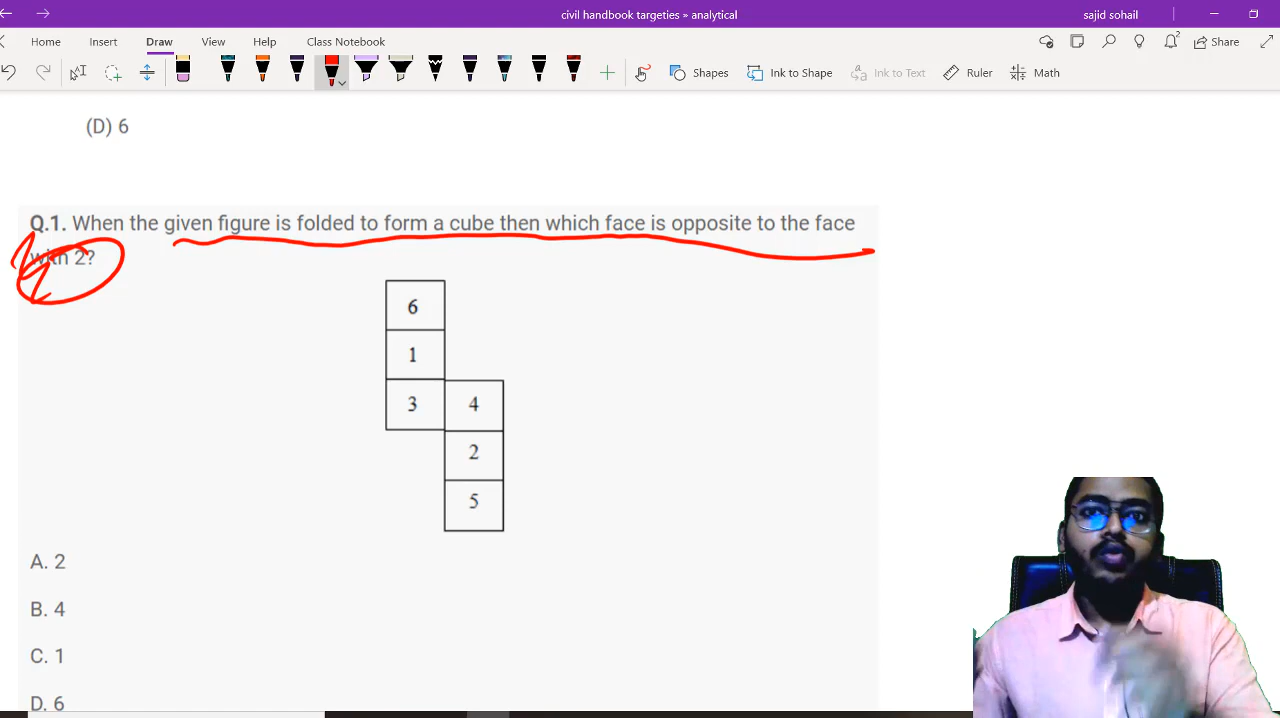 civil handbook targeties » analytical
sajid sohail
Home Insert Draw View Help Class Notebook
Share
Shapes Ink to Shape Ink to Text Ruler Math
(D) 6
Q.1. When the given figure is folded to form a cube then which face is opposite to the face
with 2?
6
1
3 4
2
5
A. 2
B. 4
C. 1
D. 6